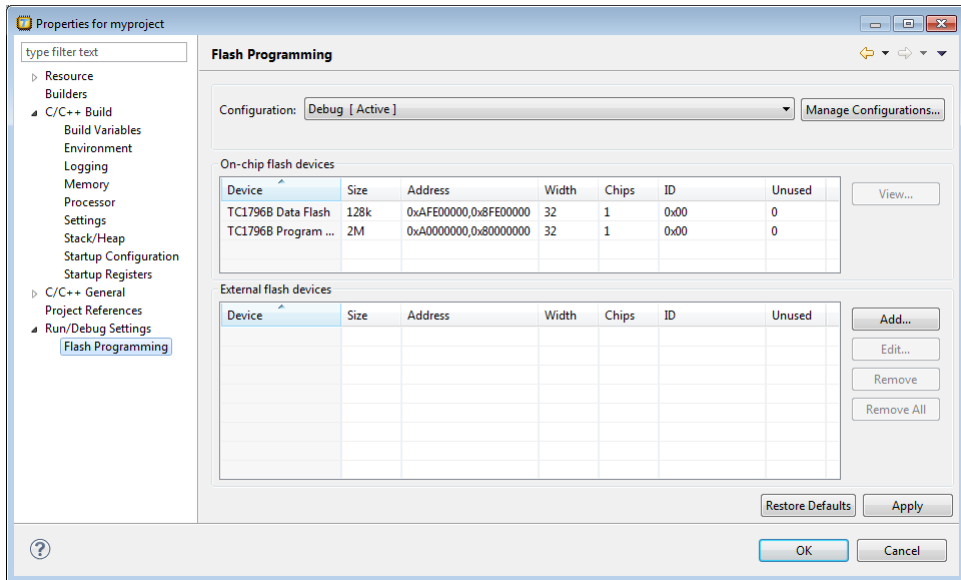 Properties for myproject
type filter text
Resource
Builders
C/C++ Build
Build Variables
Environment
Logging
Memory
Processor
Settings
Stack/Heap
Startup Configuration
Startup Registers
C/C++ General
Project References
Run/Debug Settings
Flash Programming
Flash Programming
Configuration: Debug [ Active ] Manage Configurations...
On-chip flash devices
Device Size Address Width Chips ID Unused
TC1796B Data Flash 128k 0xAFE00000,0x8FE00000 32 1 0x00 0
TC1796B Program ... 2M 0xA0000000,0x80000000 32 1 0x00 0
View...
External flash devices
Device Size Address Width Chips ID Unused
Add...
Edit...
Remove
Remove All
Restore Defaults Apply
? OK Cancel